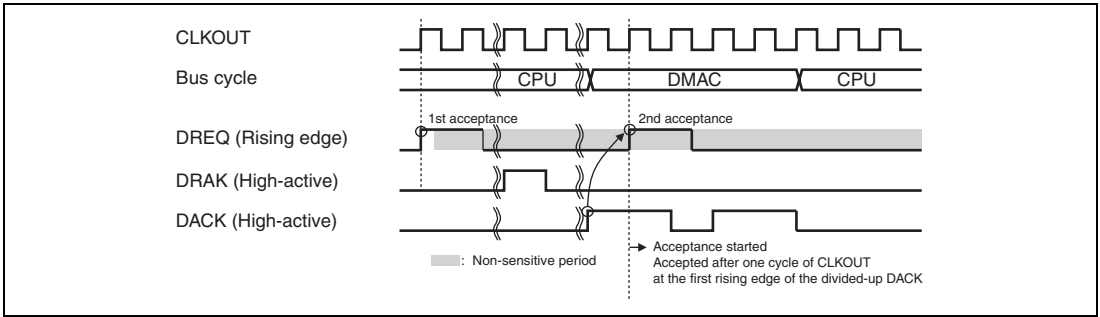 CLKOUT
Bus cycle
CPU
DMAC
CPU
1st acceptance
2nd acceptance
DREQ (Rising edge)
DRAK (High-active)
DACK (High-active)
: Non-sensitive period
Acceptance started
Accepted after one cycle of CLKOUT
at the first rising edge of the divided-up DACK